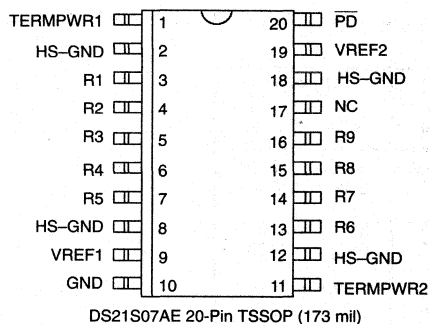 TERMPWR1 1 20 PD
HS–GND 2 19 VREF2
R1 3 18 HS–GND
R2 4 17 NC
R3 5 16 R9
R4 6 15 R8
R5 7 14 R7
HS–GND 8 13 R6
VREF1 9 12 HS–GND
GND 10 11 TERMPWR2
DS21S07AE 20-Pin TSSOP (173 mil)